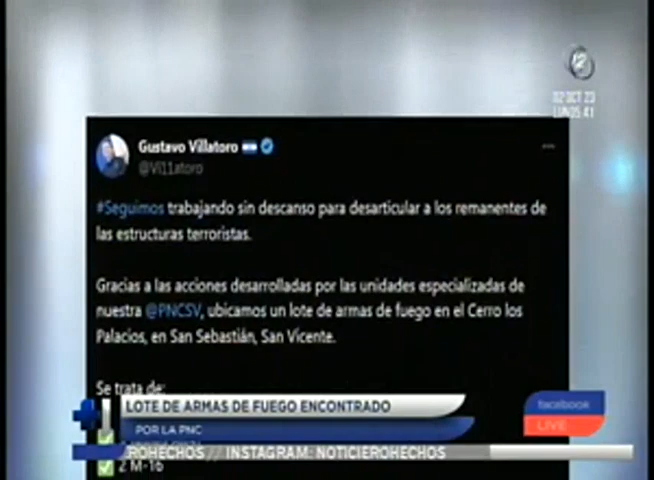 12
02 OCT 23
LUN 05:41
Gustavo Villatoro
@Vi11atoro
#Seguimos trabajando sin descanso para desarticular a los remanentes de
las estructuras terroristas.
Gracias a las acciones desarrolladas por las unidades especializadas de
nuestra @PNCSV, ubicamos un lote de armas de fuego en el Cerro los
Palacios, en San Sebastián, San Vicente.
Se trata de:
LOTE DE ARMAS DE FUEGO ENCONTRADO
POR LA PNC
facebook
LIVE
ROHECHOS // INSTAGRAM: NOTICIEROHECHOS
2 M-16